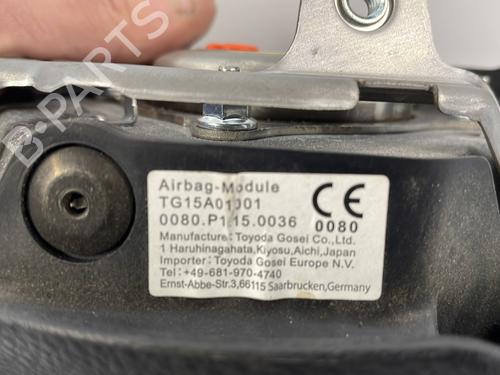 B-PARTS
Airbag-Module
TG15A01001
0080.P1.15.0036
CE
0080
Manufacture: Toyoda Gosei Co.,Ltd.
1 Haruhinagahata,Kiyosu,Aichi,Japan
Importer: Toyoda Gosei Europe N.V.
Tel:+49-681-970-4740
Ernst-Abbe-Str.3,66115 Saarbrucken,Germany